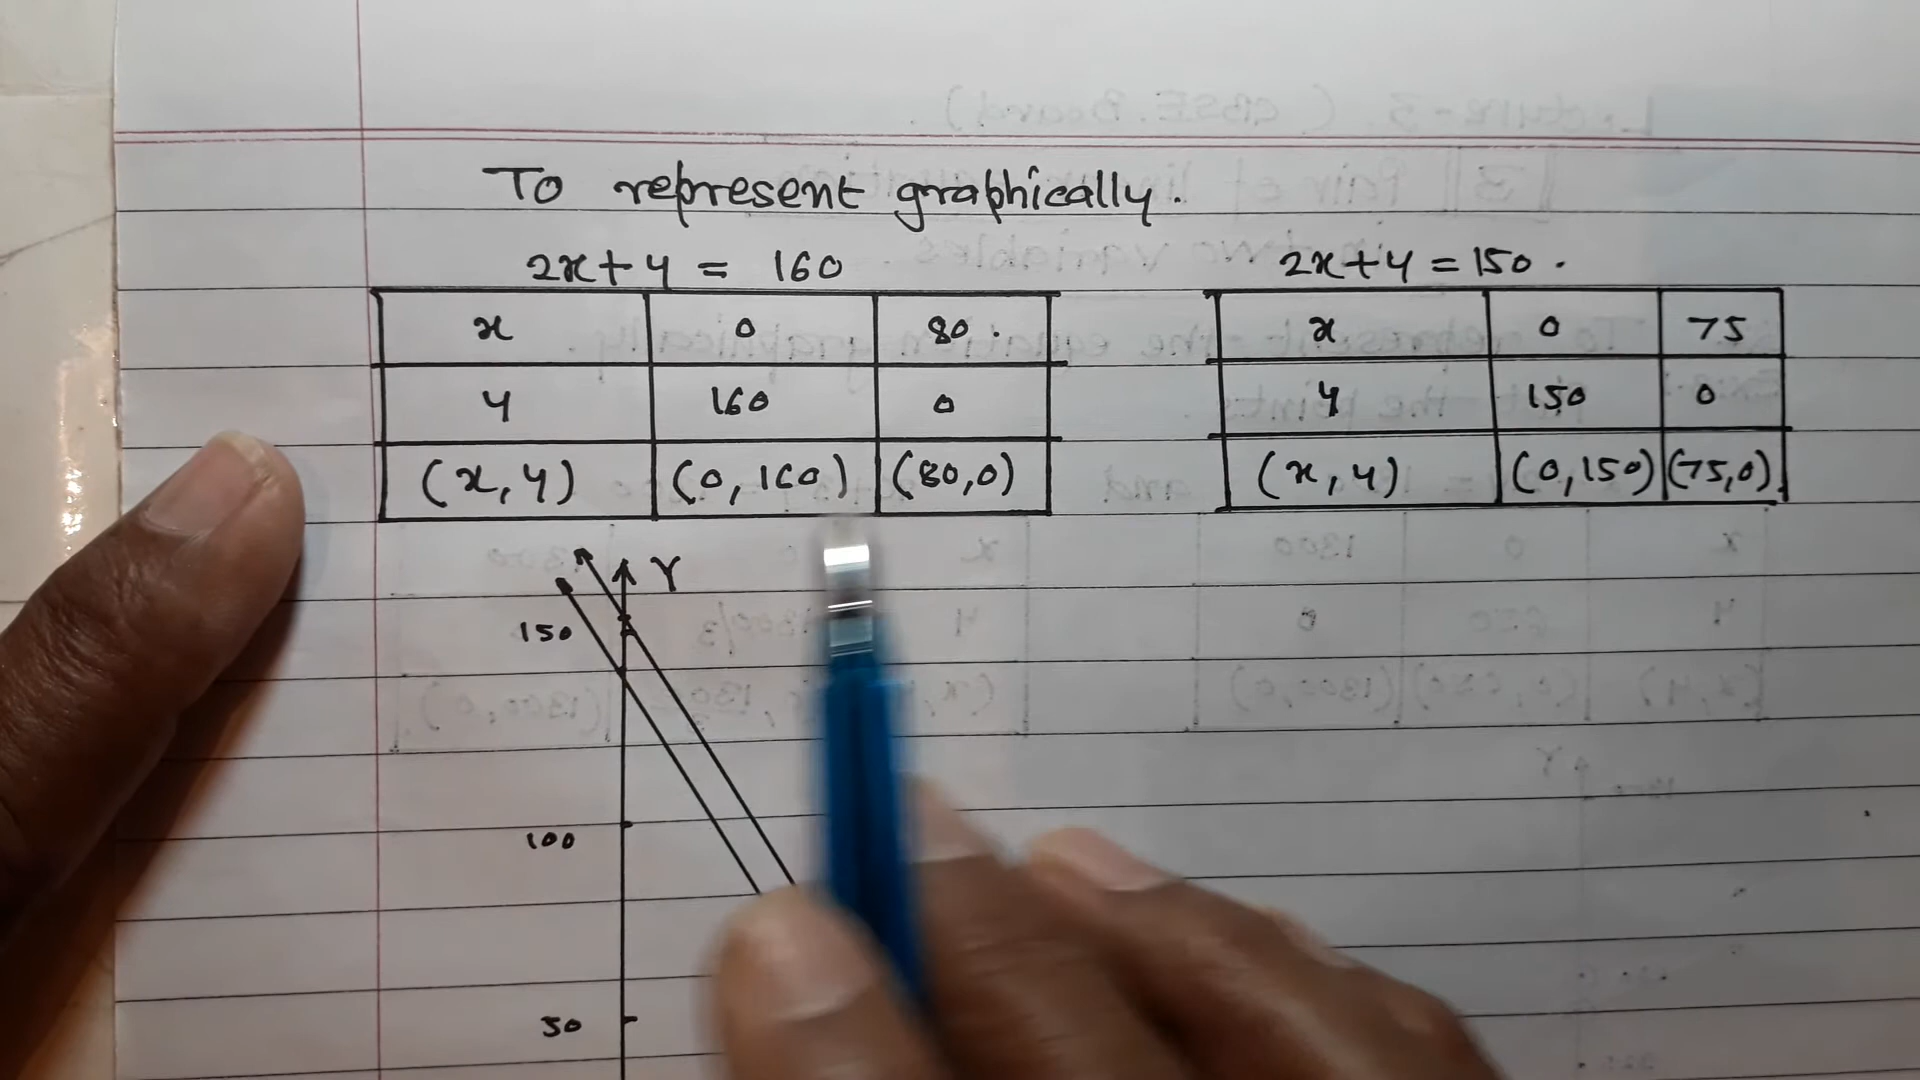 To represent graphically.
2x+y = 160
2x+y = 150.
x 0 80.
y 160 0
(x,y) (0,160) (80,0)
x 0 75
y 150 0
(x,y) (0,150) (75,0)
Y
150
100
50